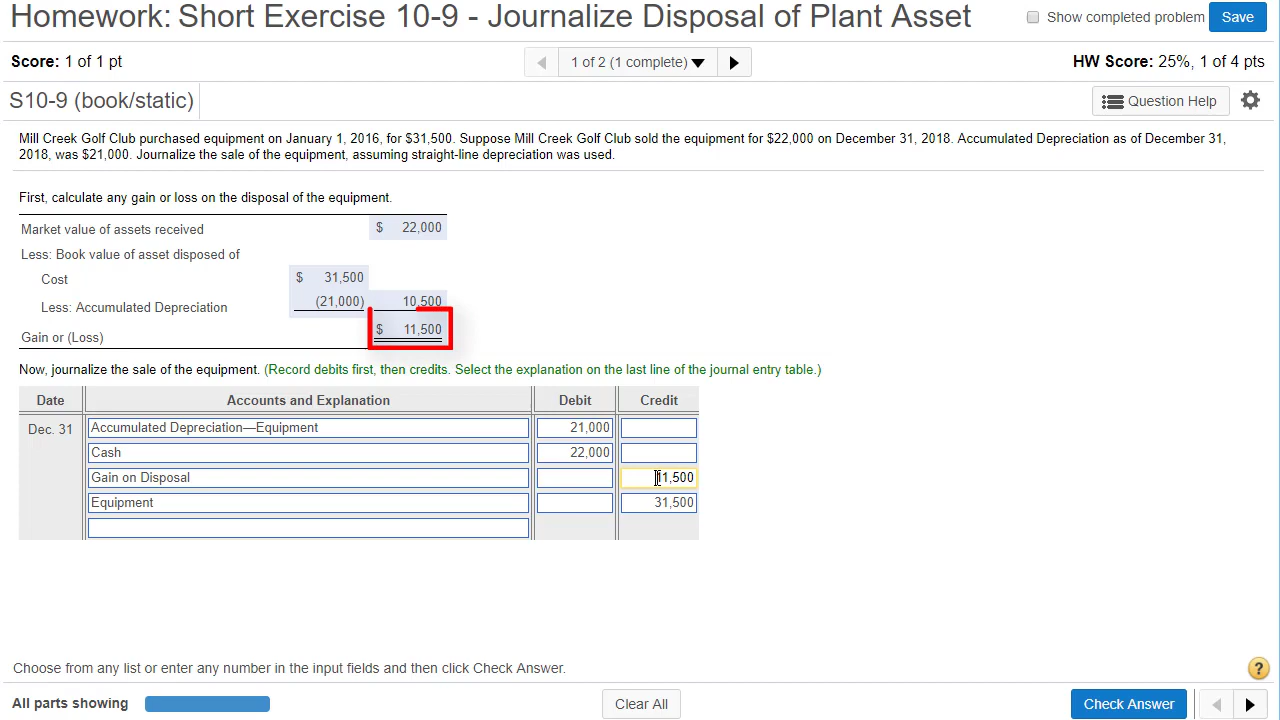 Homework: Short Exercise 10-9 - Journalize Disposal of Plant Asset
Show completed problem
Save
Score: 1 of 1 pt
1 of 2 (1 complete)
HW Score: 25%, 1 of 4 pts
S10-9 (book/static)
Question Help
Mill Creek Golf Club purchased equipment on January 1, 2016, for $31,500. Suppose Mill Creek Golf Club sold the equipment for $22,000 on December 31, 2018. Accumulated Depreciation as of December 31,
2018, was $21,000. Journalize the sale of the equipment, assuming straight-line depreciation was used.
First, calculate any gain or loss on the disposal of the equipment.
Market value of assets received $ 22,000
Less: Book value of asset disposed of
Cost $ 31,500
Less: Accumulated Depreciation (21,000) 10,500
Gain or (Loss) $ 11,500
Now, journalize the sale of the equipment. (Record debits first, then credits. Select the explanation on the last line of the journal entry table.)
Date Accounts and Explanation Debit Credit
Dec. 31 Accumulated Depreciation—Equipment 21,000
Cash 22,000
Gain on Disposal 11,500
Equipment 31,500
Choose from any list or enter any number in the input fields and then click Check Answer.
?
All parts showing
Clear All
Check Answer